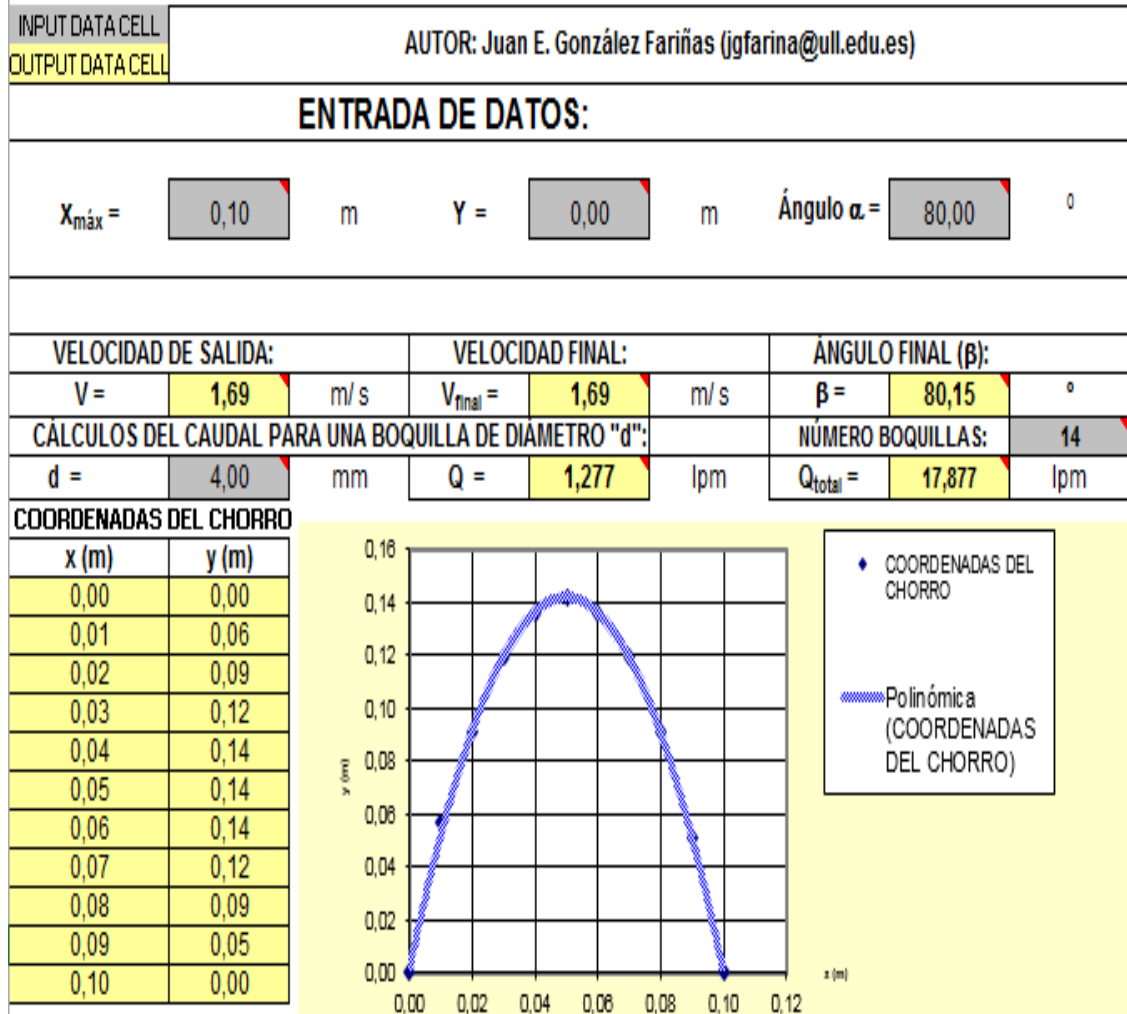 INPUT DATA CELL
OUTPUT DATA CELL
AUTOR: Juan E. González Fariñas (jgfarina@ull.edu.es)
ENTRADA DE DATOS:
Xmáx = 0,10 m Y = 0,00 m Ángulo α = 80,00 º
VELOCIDAD DE SALIDA: VELOCIDAD FINAL: ÁNGULO FINAL (β):
V = 1,69 m/s Vfinal = 1,69 m/s β = 80,15 º
CÁLCULOS DEL CAUDAL PARA UNA BOQUILLA DE DIÁMETRO "d": NÚMERO BOQUILLAS: 14
d = 4,00 mm Q = 1,277 lpm Qtotal = 17,877 lpm
COORDENADAS DEL CHORRO
x (m) y (m)
0,00 0,00
0,01 0,06
0,02 0,09
0,03 0,12
0,04 0,14
0,05 0,14
0,06 0,14
0,07 0,12
0,08 0,09
0,09 0,05
0,10 0,00
0,16
0,14
0,12
0,10
0,08
0,06
0,04
0,02
0,00
y (m)
0,00 0,02 0,04 0,06 0,08 0,10 0,12
x (m)
COORDENADAS DEL
CHORRO
Polinómica
(COORDENADAS
DEL CHORRO)